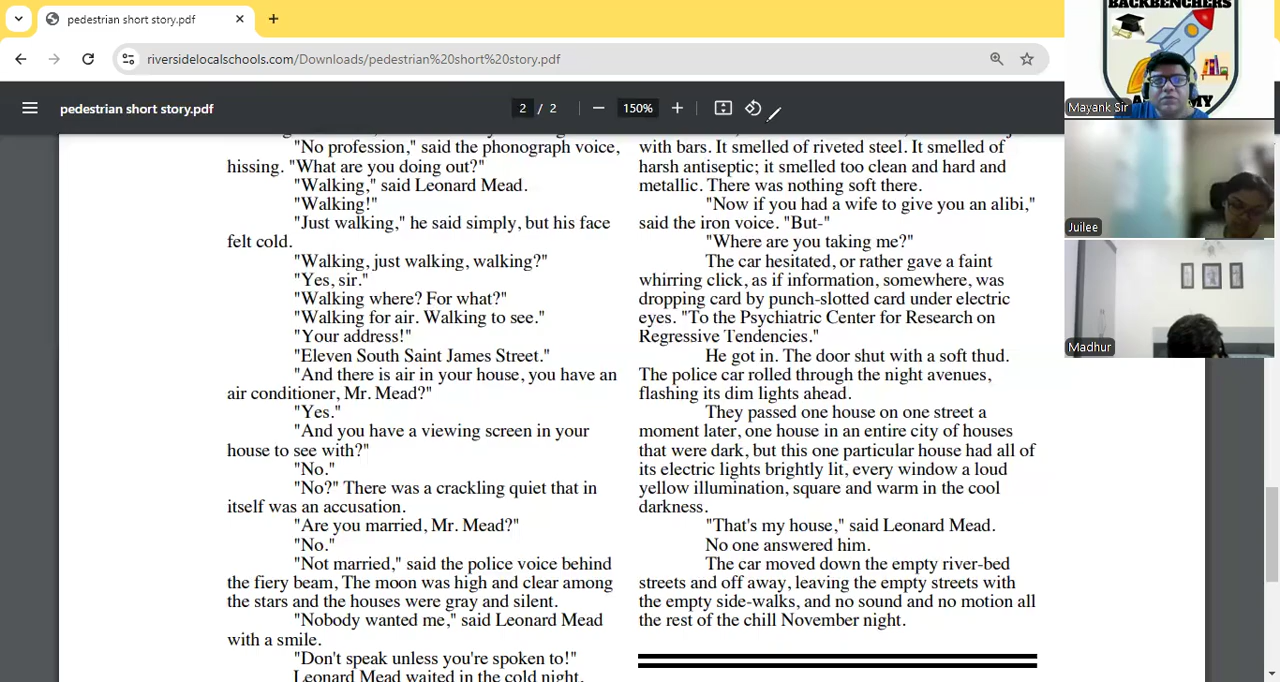 pedestrian short story.pdf
riversidelocalschools.com/Downloads/pedestrian%20short%20story.pdf
pedestrian short story.pdf
2 / 2
150%
"No profession," said the phonograph voice,
hissing. "What are you doing out?"
"Walking," said Leonard Mead.
"Walking!"
"Just walking," he said simply, but his face
felt cold.
"Walking, just walking, walking?"
"Yes, sir."
"Walking where? For what?"
"Walking for air. Walking to see."
"Your address!"
"Eleven South Saint James Street."
"And there is air in your house, you have an
air conditioner, Mr. Mead?"
"Yes."
"And you have a viewing screen in your
house to see with?"
"No."
"No?" There was a crackling quiet that in
itself was an accusation.
"Are you married, Mr. Mead?"
"No."
"Not married," said the police voice behind
the fiery beam, The moon was high and clear among
the stars and the houses were gray and silent.
"Nobody wanted me," said Leonard Mead
with a smile.
"Don't speak unless you're spoken to!"
Leonard Mead waited in the cold night.
with bars. It smelled of riveted steel. It smelled of
harsh antiseptic; it smelled too clean and hard and
metallic. There was nothing soft there.
"Now if you had a wife to give you an alibi,"
said the iron voice. "But-"
"Where are you taking me?"
The car hesitated, or rather gave a faint
whirring click, as if information, somewhere, was
dropping card by punch-slotted card under electric
eyes. "To the Psychiatric Center for Research on
Regressive Tendencies."
He got in. The door shut with a soft thud.
The police car rolled through the night avenues,
flashing its dim lights ahead.
They passed one house on one street a
moment later, one house in an entire city of houses
that were dark, but this one particular house had all of
its electric lights brightly lit, every window a loud
yellow illumination, square and warm in the cool
darkness.
"That's my house," said Leonard Mead.
No one answered him.
The car moved down the empty river-bed
streets and off away, leaving the empty streets with
the empty side-walks, and no sound and no motion all
the rest of the chill November night.
BACKBENCHERS
Mayank Sir
Juilee
Madhur